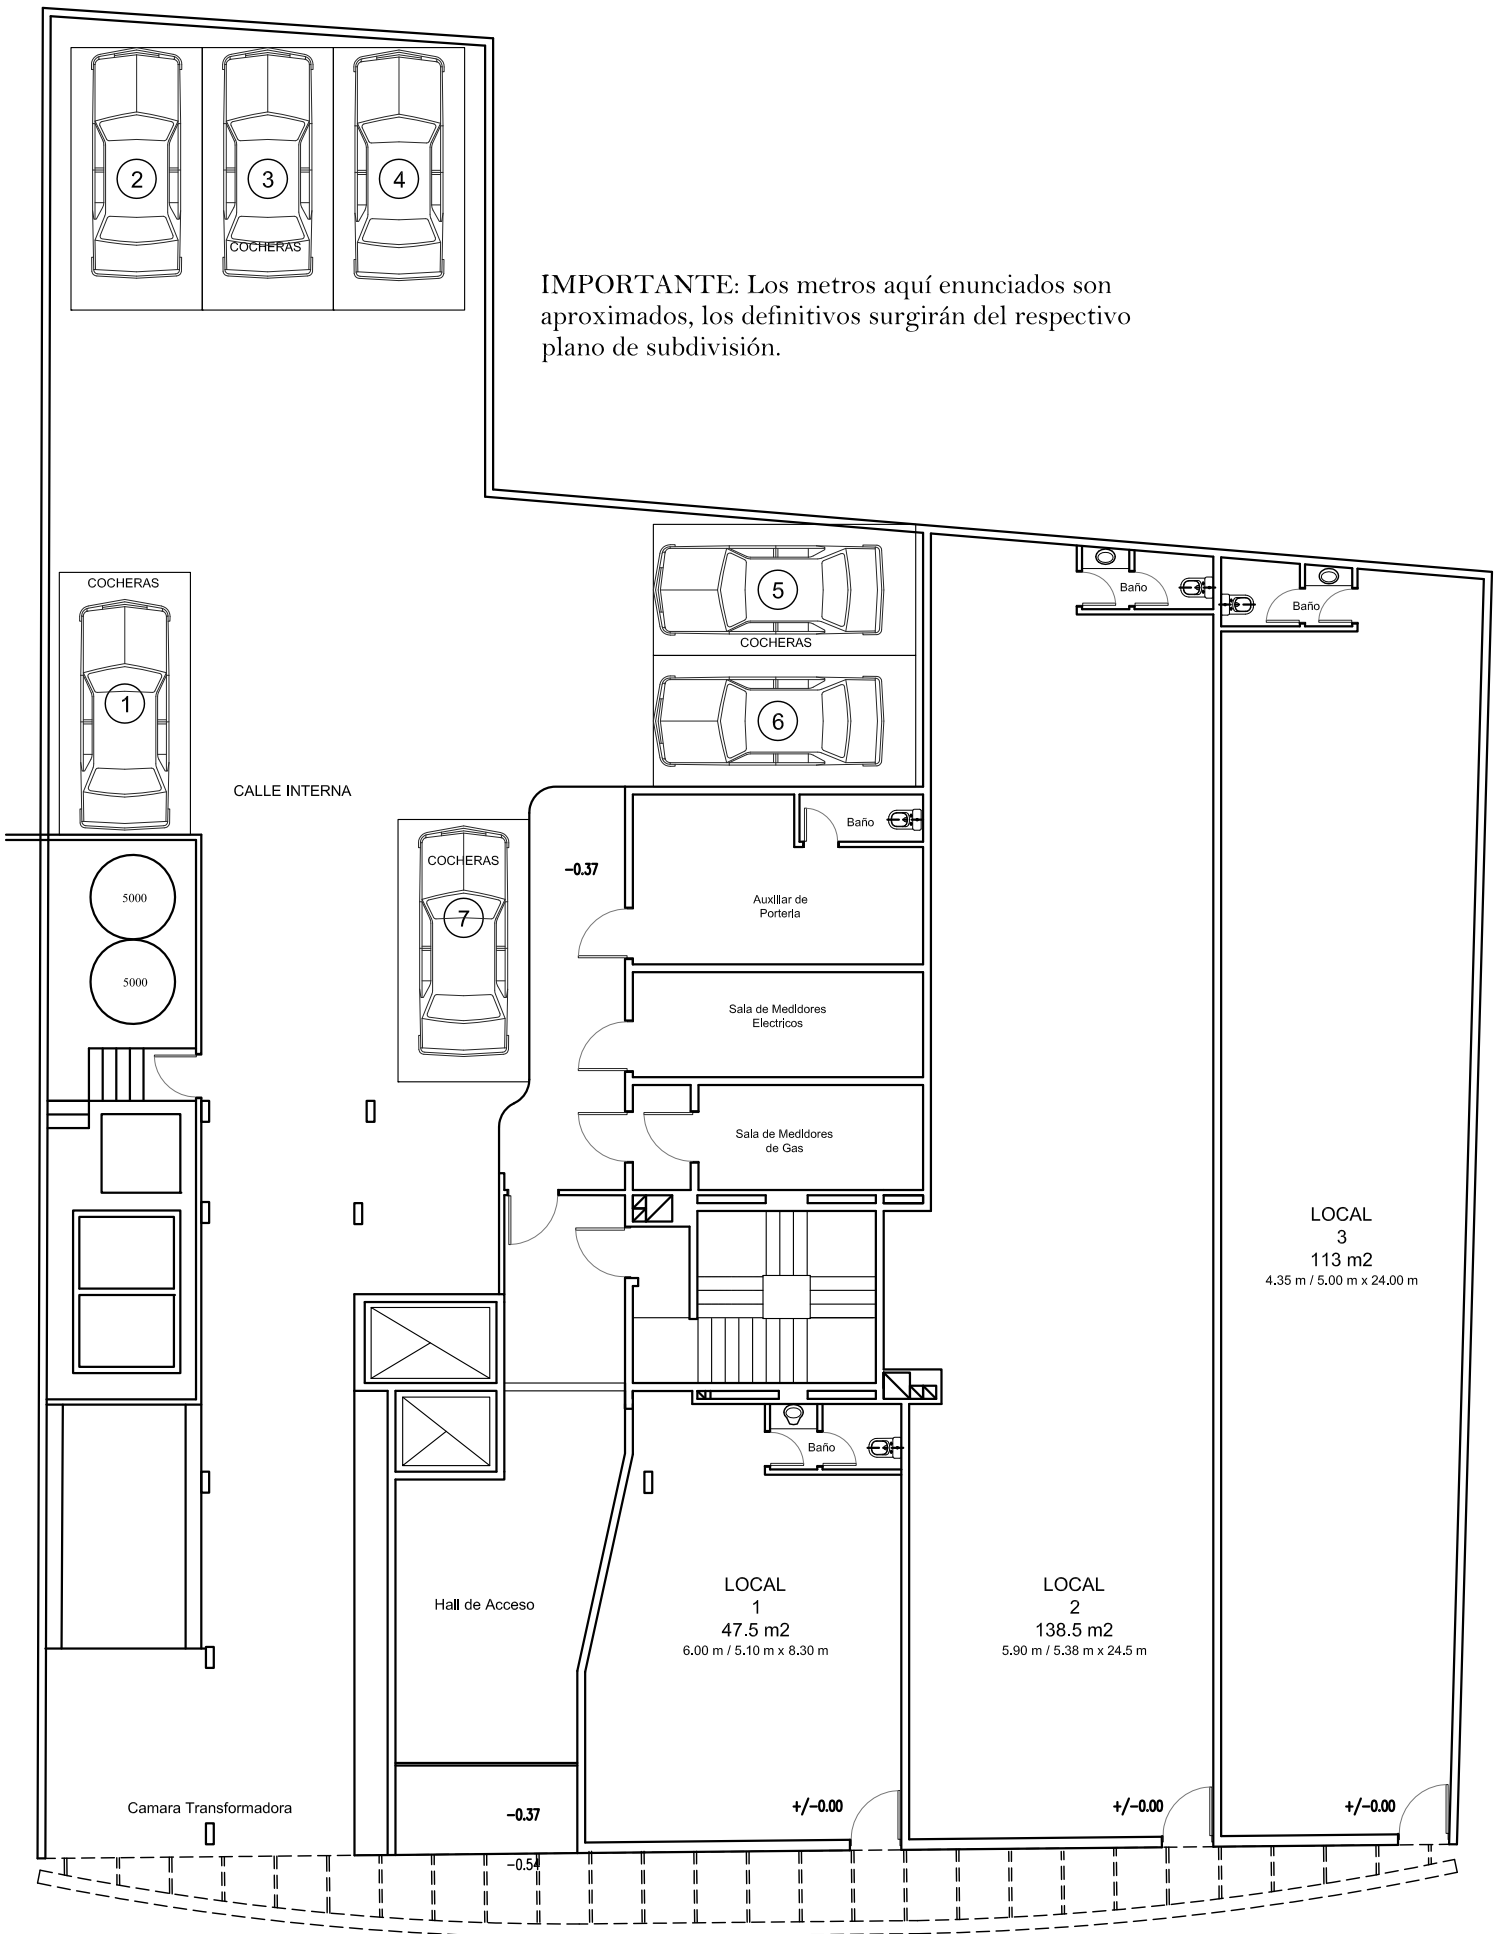 2
3
4
COCHERAS
IMPORTANTE: Los metros aquí enunciados son
aproximados, los definitivos surgirán del respectivo
plano de subdivisión.
COCHERAS
1
5
COCHERAS
6
Baño
Baño
CALLE INTERNA
COCHERAS
7
-0.37
Baño
Auxiliar de
Porteria
5000
5000
Sala de Medidores
Electricos
Sala de Medidores
de Gas
LOCAL
3
113 m2
4.35 m / 5.00 m x 24.00 m
Baño
Hall de Acceso
LOCAL
1
47.5 m2
6.00 m / 5.10 m x 8.30 m
LOCAL
2
138.5 m2
5.90 m / 5.38 m x 24.5 m
Camara Transformadora
-0.37
+/-0.00
+/-0.00
+/-0.00
-0.54